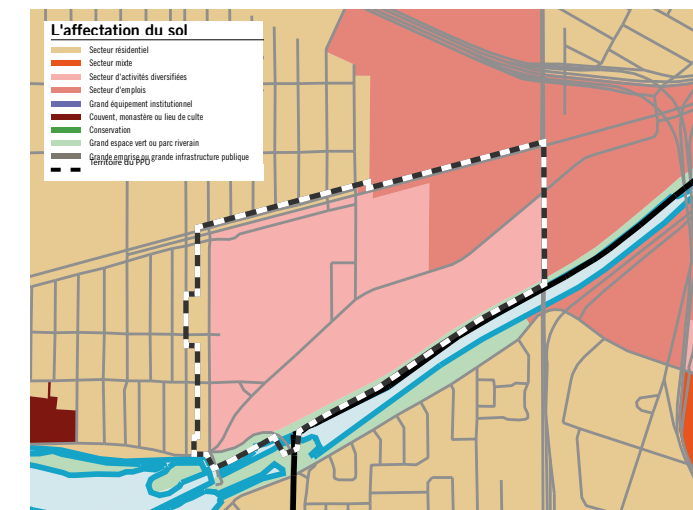 L'affectation du sol
Secteur résidentiel
Secteur mixte
Secteur d'activités diversifiées
Secteur d'emplois
Grand équipement institutionnel
Couvent, monastère ou lieu de culte
Conservation
Grand espace vert ou parc riverain
Grande emprise ou grande infrastructure publique
Territoire du PPU